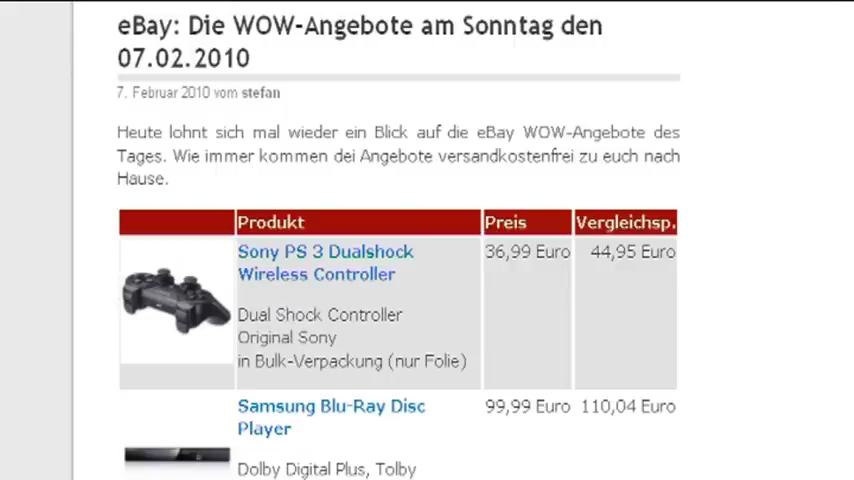 eBay: Die WOW-Angebote am Sonntag den
07.02.2010
7. Februar 2010 vom stefan
Heute lohnt sich mal wieder ein Blick auf die eBay WOW-Angebote des
Tages. Wie immer kommen dei Angebote versandkostenfrei zu euch nach
Hause.
Produkt Preis Vergleichsp.
Sony PS 3 Dualshock 36,99 Euro 44,95 Euro
Wireless Controller
Dual Shock Controller
Original Sony
in Bulk-Verpackung (nur Folie)
Samsung Blu-Ray Disc 99,99 Euro 110,04 Euro
Player
Dolby Digital Plus, Tolby